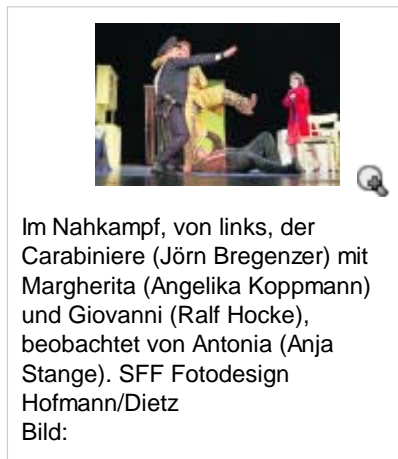 Im Nahkampf, von links, der
Carabiniere (Jörn Bregenzer) mit
Margherita (Angelika Koppmann)
und Giovanni (Ralf Hocke),
beobachtet von Antonia (Anja
Stange). SFF Fotodesign
Hofmann/Dietz
Bild: